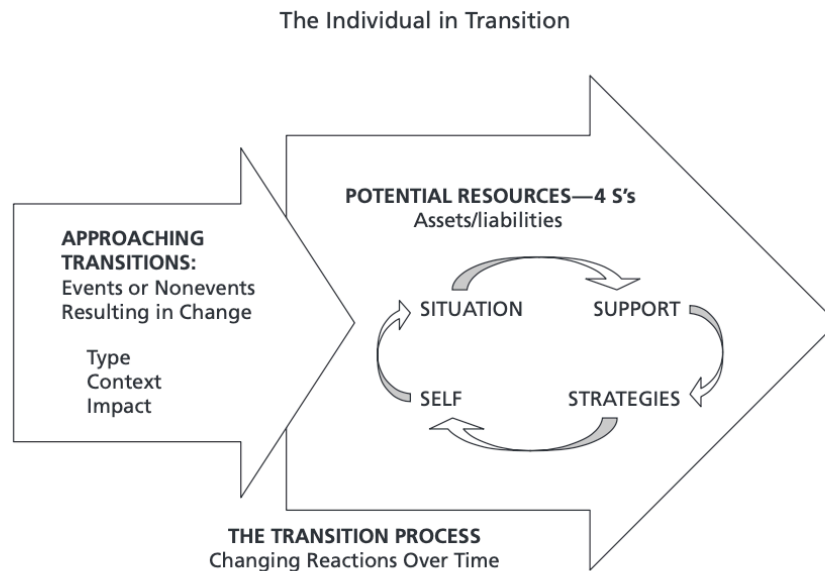 The Individual in Transition
APPROACHING
TRANSITIONS:
Events or Nonevents
Resulting in Change
Type
Context
Impact
POTENTIAL RESOURCES—4 S's
Assets/liabilities
SITUATION
SUPPORT
SELF
STRATEGIES
THE TRANSITION PROCESS
Changing Reactions Over Time